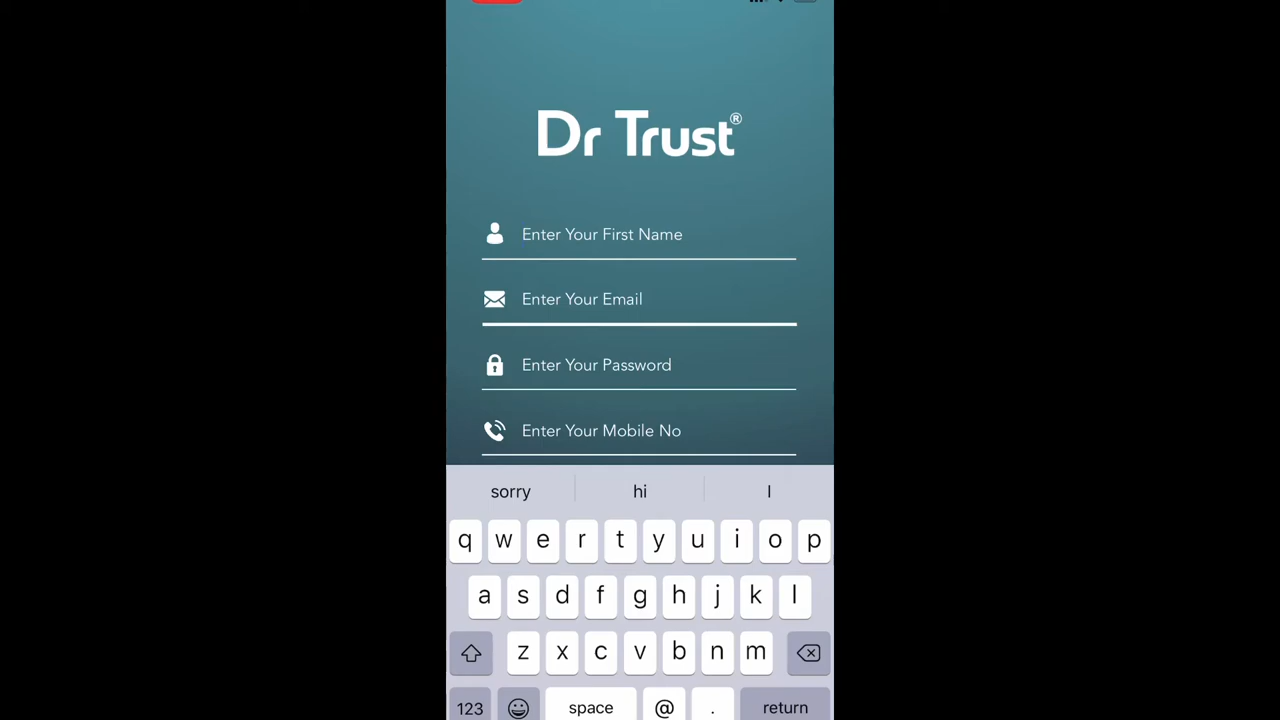 Dr Trust®
Enter Your First Name
Enter Your Email
Enter Your Password
Enter Your Mobile No
sorry hi I
q w e r t y u i o p
a s d f g h j k l
z x c v b n m
123 space @ . return